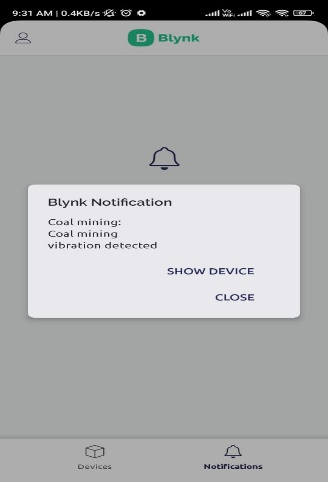 9:31 AM | 0.4KB/s
B Blynk
Blynk Notification
Coal mining:
Coal mining
vibration detected
SHOW DEVICE
CLOSE
Devices
Notifications